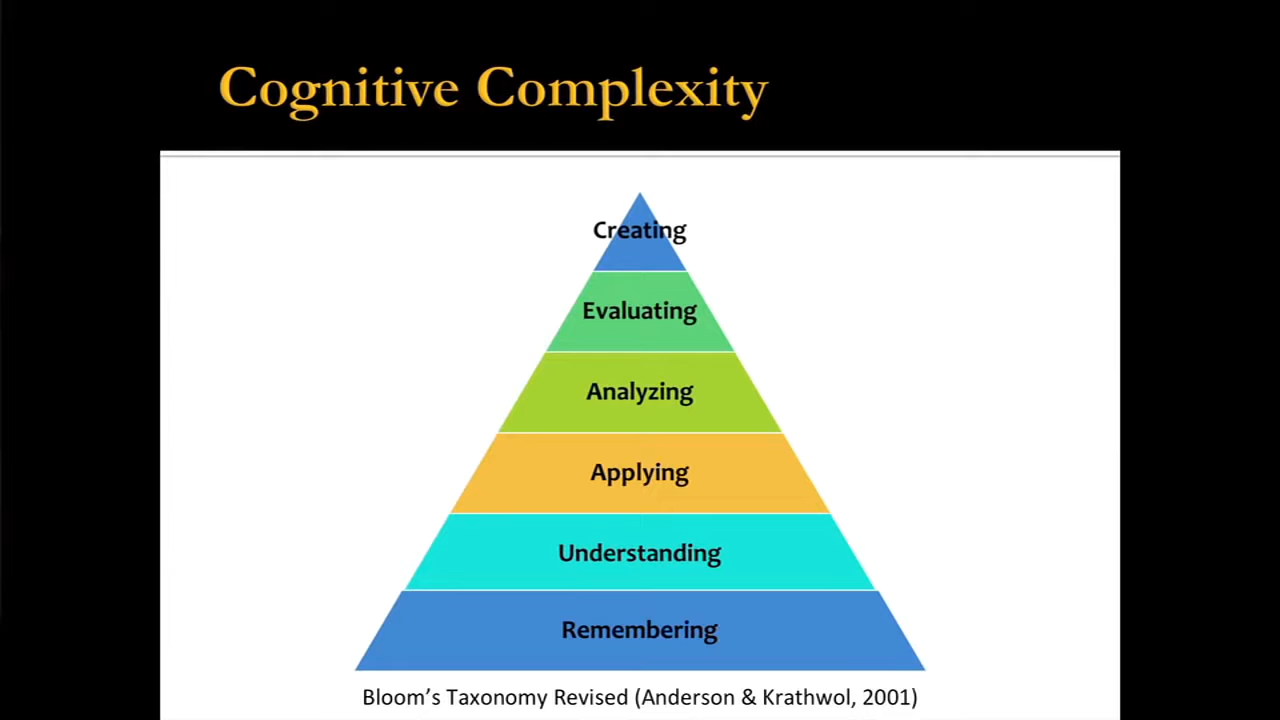 Cognitive Complexity
Creating
Evaluating
Analyzing
Applying
Understanding
Remembering
Bloom’s Taxonomy Revised (Anderson & Krathwol, 2001)